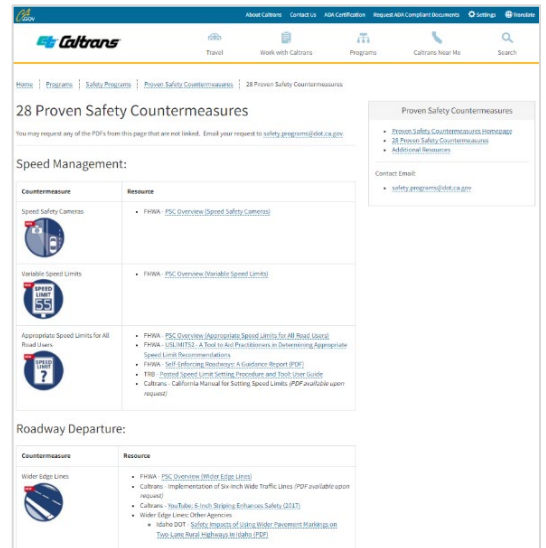 CA.GOV
About Caltrans Contact Us ADA Certification Request ADA Compliant Documents Settings Translate
Caltrans
Travel Work with Caltrans Programs Caltrans Near Me Search
Home Programs Safety Programs Proven Safety Countermeasures 28 Proven Safety Countermeasures
28 Proven Safety Countermeasures
You may request any of the PDFs from this page that are not linked. Email your request to safety.programs@dot.ca.gov.
Speed Management:
Countermeasure Resource
Speed Safety Cameras
FHWA - PSC Overview (Speed Safety Cameras)
Variable Speed Limits
FHWA - PSC Overview (Variable Speed Limits)
SPEED
LIMIT
55
Appropriate Speed Limits for All
Road Users
SPEED
LIMIT
?
FHWA - PSC Overview (Appropriate Speed Limits for All Road Users)
FHWA - USLIMITS2 - A Tool to Aid Practitioners in Determining Appropriate
Speed Limit Recommendations
FHWA - Self-Enforcing Roadways: A Guidance Report (PDF)
TRB - Posted Speed Limit Setting Procedure and Tool: User Guide
Caltrans - California Manual for Setting Speed Limits (PDF available upon
request)
Roadway Departure:
Countermeasure Resource
Wider Edge Lines
FHWA - PSC Overview (Wider Edge Lines)
Caltrans - Implementation of Six-Inch Wide Traffic Lines (PDF available upon
request)
Caltrans - YouTube: 6-Inch Striping Enhances Safety (2017)
Wider Edge Lines: Other Agencies
Idaho DOT - Safety Impacts of Using Wider Pavement Markings on
Two-Lane Rural Highways in Idaho (PDF)
Proven Safety Countermeasures
Proven Safety Countermeasures Homepage
28 Proven Safety Countermeasures
Additional Resources
Contact Email:
safety.programs@dot.ca.gov